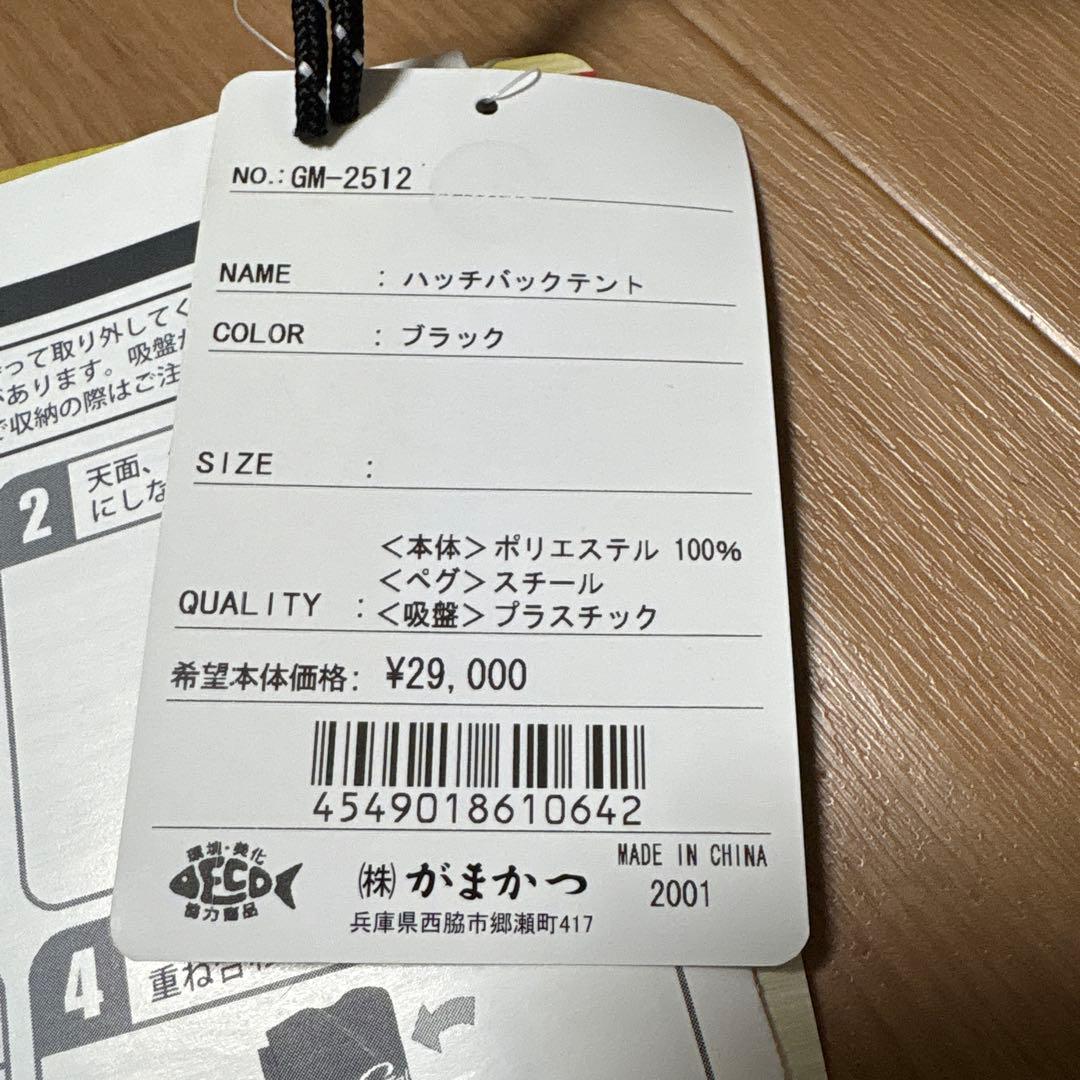 NO.: GM-2512
NAME : ハッチバックテント
COLOR : ブラック
SIZE :
QUALITY : <本体>ポリエステル 100%
<ペグ>スチール
<吸盤>プラスチック
希望本体価格: ¥29,000
4549018610642
環境・美化
ECO
協力商品
MADE IN CHINA
2001
(株)がまかつ
兵庫県西脇市郷瀬町417
って取り外してく
があります。吸盤
で収納の際はご注
2
天面、
にしな
4
重ね合